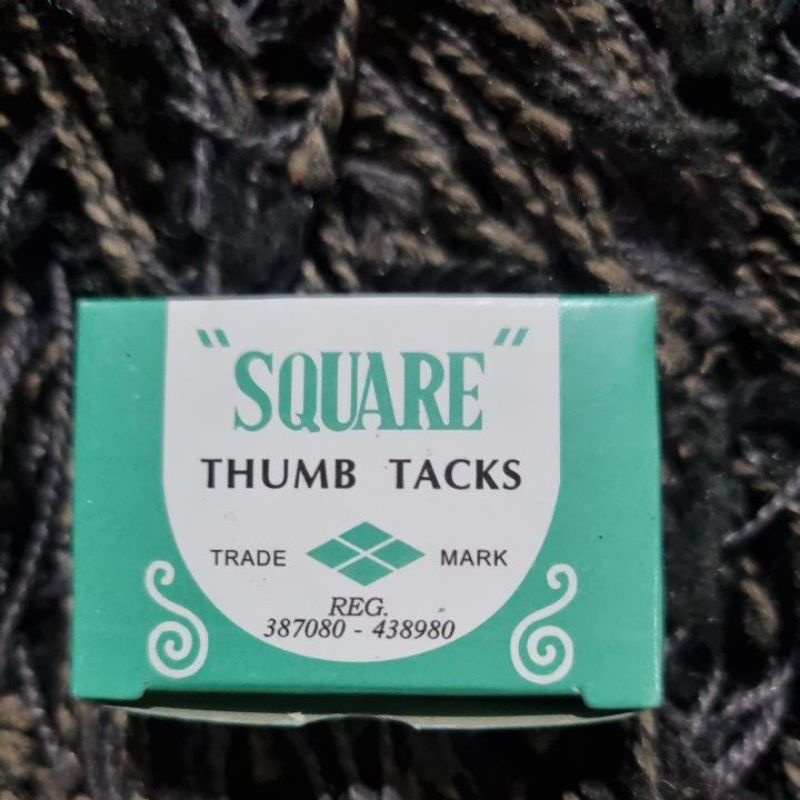 "SQUARE"
THUMB TACKS
TRADE MARK
REG.
387080 - 438980